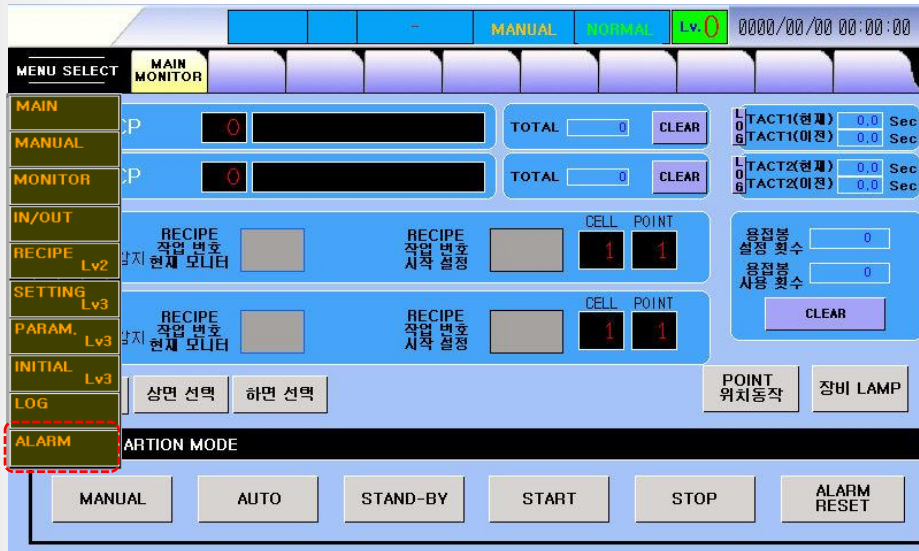 - MANUAL NORMAL Lv.0 0000/00/00 00:00:00
MENU SELECT
MAIN
MONITOR
MAIN
MANUAL
MONITOR
IN/OUT
RECIPE
Lv2
SETTING
Lv3
PARAM.
Lv3
INITIAL
Lv3
LOG
ALARM
CP 0 TOTAL 0 CLEAR
LOG
TACT1(현재) 0.0 Sec
TACT1(이전) 0.0 Sec
CP 0 TOTAL 0 CLEAR
LOG
TACT2(현재) 0.0 Sec
TACT2(이전) 0.0 Sec
RECIPE
작업 번호
현재 모니터
RECIPE
작업 번호
시작 설정
CELL POINT
1 1
용접봉
설정 횟수
0
용접봉
사용 횟수
0
CLEAR
RECIPE
작업 번호
현재 모니터
RECIPE
작업 번호
시작 설정
CELL POINT
1 1
상면 선택
하면 선택
POINT
위치동작
장비 LAMP
ARTION MODE
MANUAL
AUTO
STAND-BY
START
STOP
ALARM
RESET